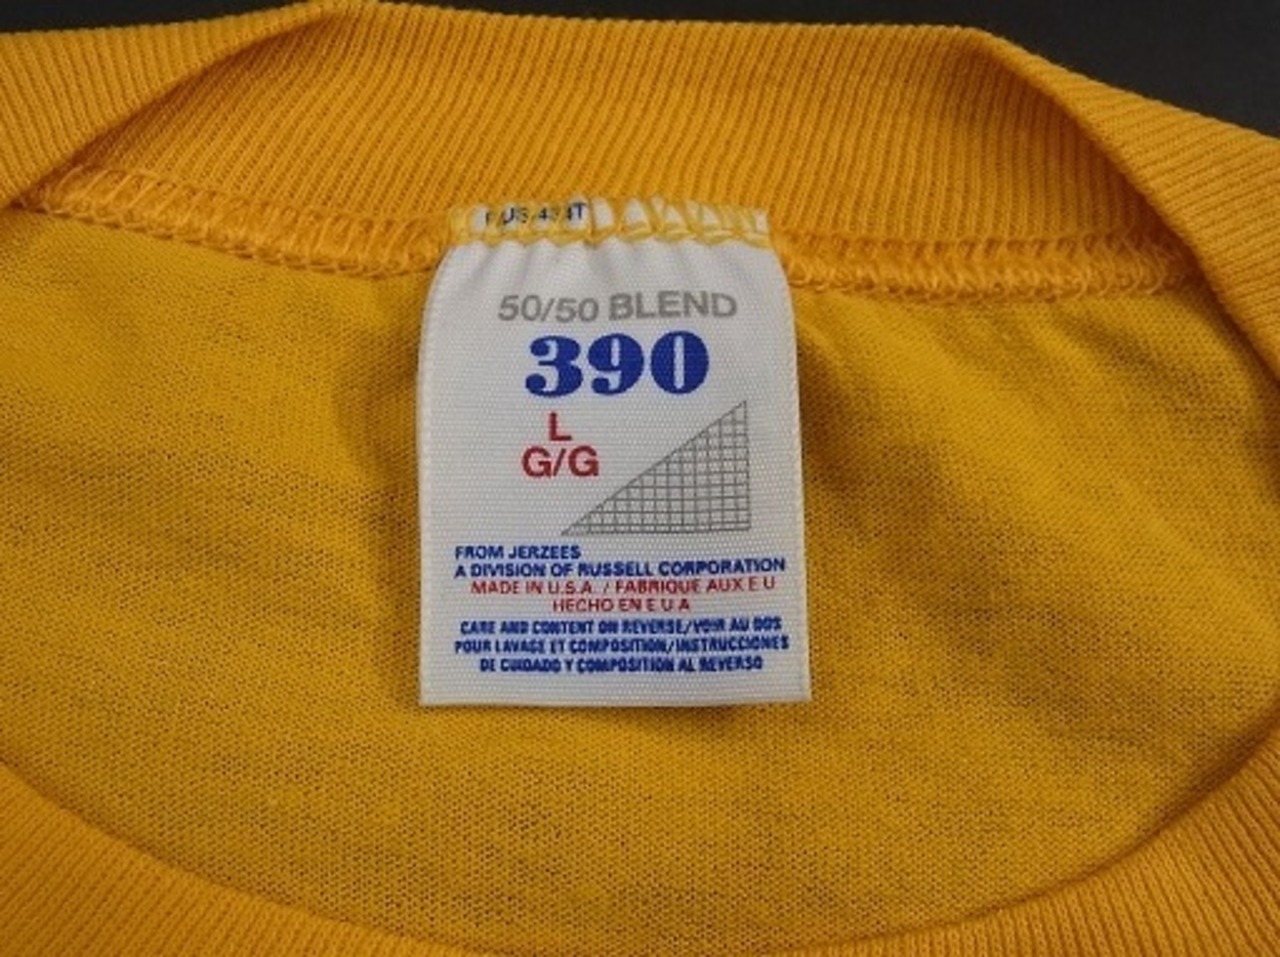 50/50 BLEND
390
L
G/G
FROM JERZEES
A DIVISION OF RUSSELL CORPORATION
MADE IN U.S.A. / FABRIQUE AUX E U
HECHO EN E U A
CARE AND CONTENT ON REVERSE/VOIR AU DOS
POUR LAVAGE ET COMPOSITION/INSTRUCCIONES
DE CUIDADO Y COMPOSITION AL REVERSO